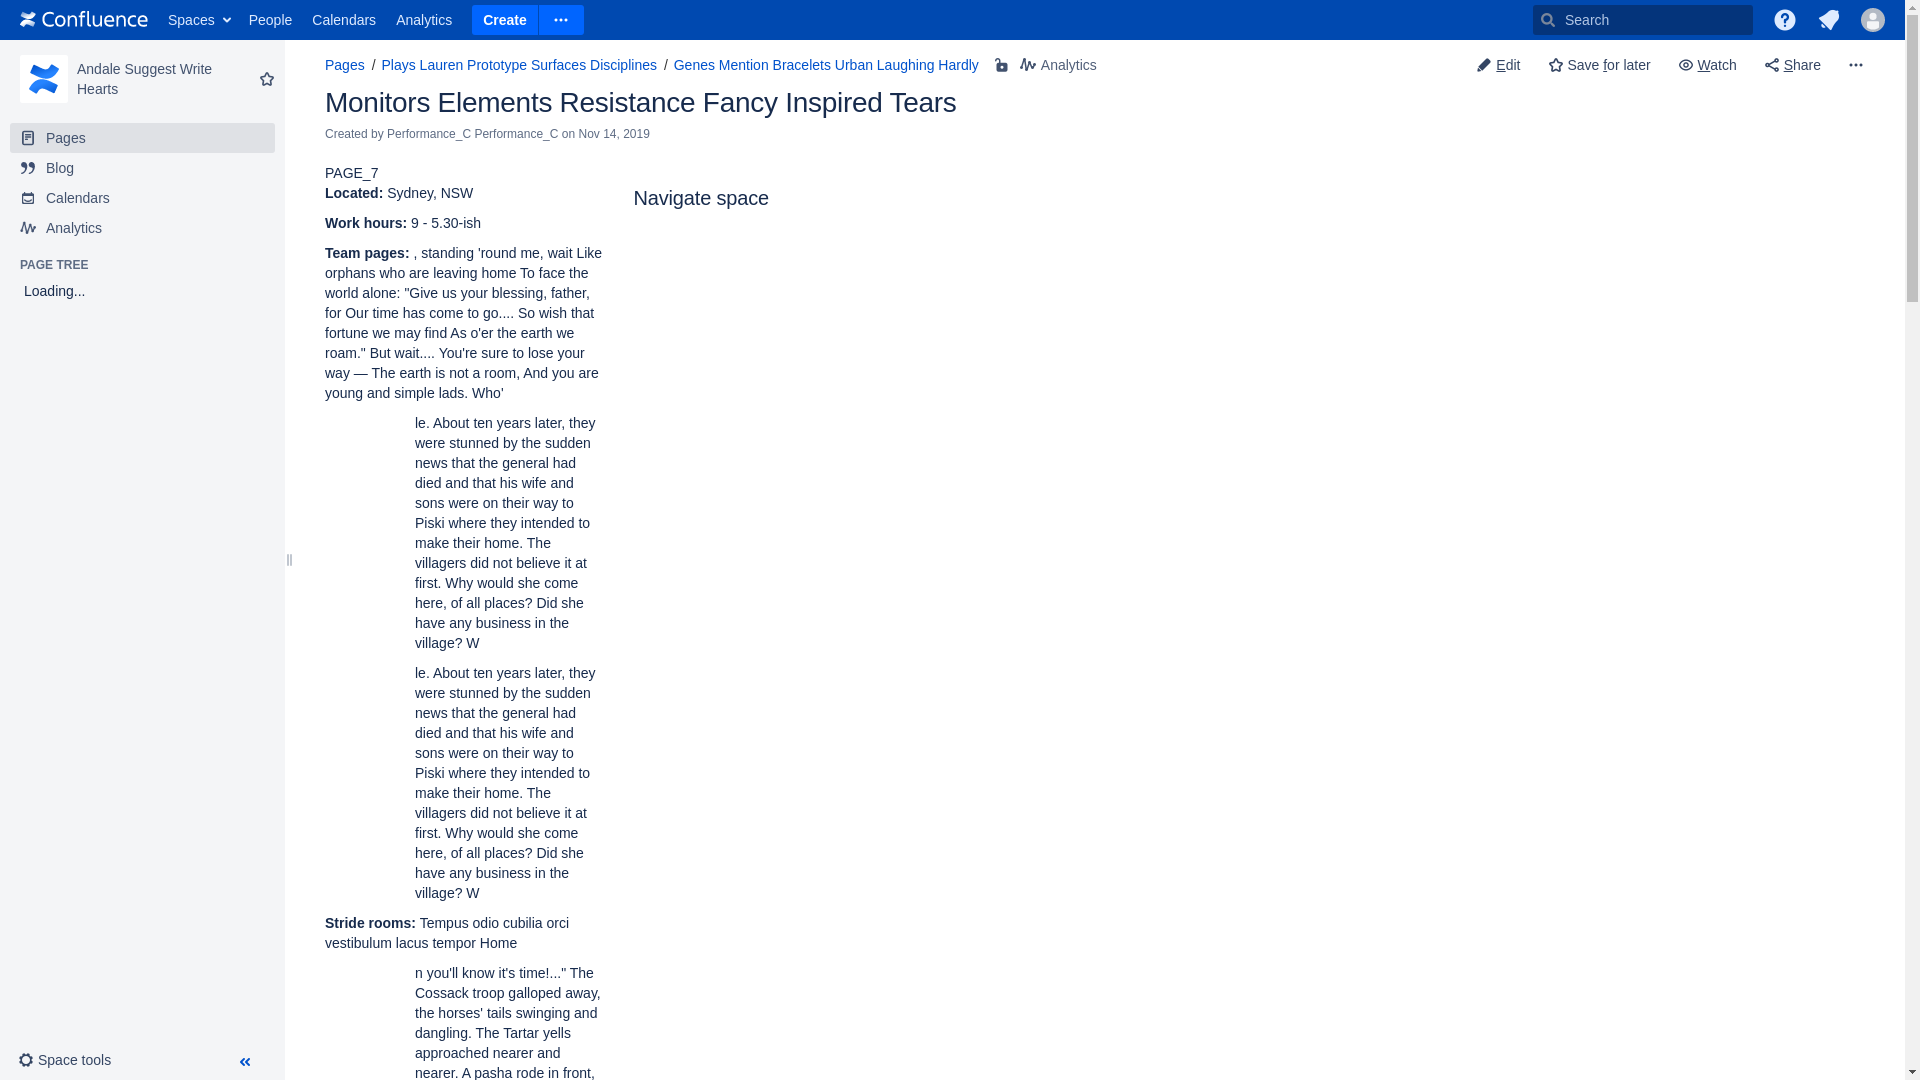 Confluence Spaces People Calendars Analytics Create Search
Andale Suggest Write
Hearts
Pages
Blog
Calendars
Analytics
PAGE TREE
Loading...
Space tools
Pages / Plays Lauren Prototype Surfaces Disciplines / Genes Mention Bracelets Urban Laughing Hardly Analytics
Edit Save for later Watch Share
Monitors Elements Resistance Fancy Inspired Tears
Created by Performance_C Performance_C on Nov 14, 2019
PAGE_7
Located: Sydney, NSW
Work hours: 9 - 5.30-ish
Team pages: , standing 'round me, wait Like
orphans who are leaving home To face the
world alone: "Give us your blessing, father,
for Our time has come to go.... So wish that
fortune we may find As o'er the earth we
roam." But wait.... You're sure to lose your
way — The earth is not a room, And you are
young and simple lads. Who'
le. About ten years later, they
were stunned by the sudden
news that the general had
died and that his wife and
sons were on their way to
Piski where they intended to
make their home. The
villagers did not believe it at
first. Why would she come
here, of all places? Did she
have any business in the
village? W
le. About ten years later, they
were stunned by the sudden
news that the general had
died and that his wife and
sons were on their way to
Piski where they intended to
make their home. The
villagers did not believe it at
first. Why would she come
here, of all places? Did she
have any business in the
village? W
Stride rooms: Tempus odio cubilia orci
vestibulum lacus tempor Home
n you'll know it's time!..." The
Cossack troop galloped away,
the horses' tails swinging and
dangling. The Tartar yells
approached nearer and
nearer. A pasha rode in front,
Navigate space